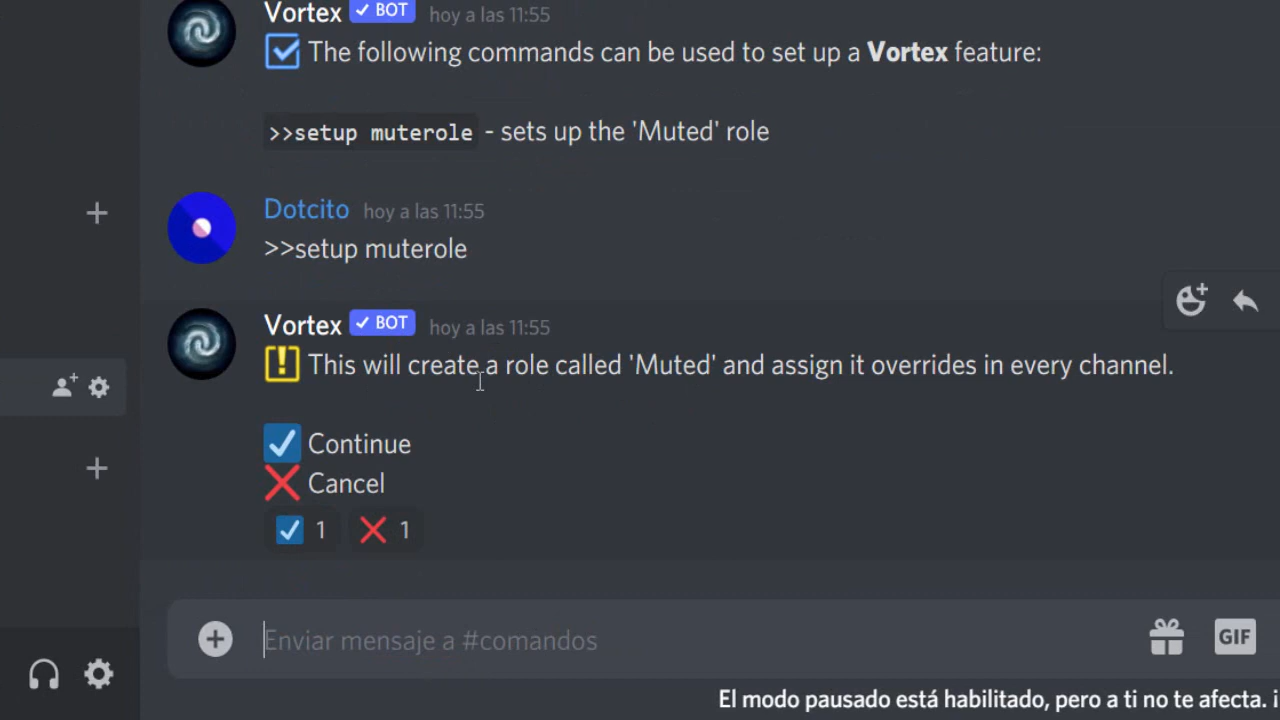 Vortex ✓ BOT hoy a las 11:55
The following commands can be used to set up a Vortex feature:
>>setup muterole - sets up the 'Muted' role
Dotcito hoy a las 11:55
>>setup muterole
Vortex ✓ BOT hoy a las 11:55
[!] This will create a role called 'Muted' and assign it overrides in every channel.
Continue
Cancel
1 1
Enviar mensaje a #comandos GIF
El modo pausado está habilitado, pero a ti no te afecta. ¡